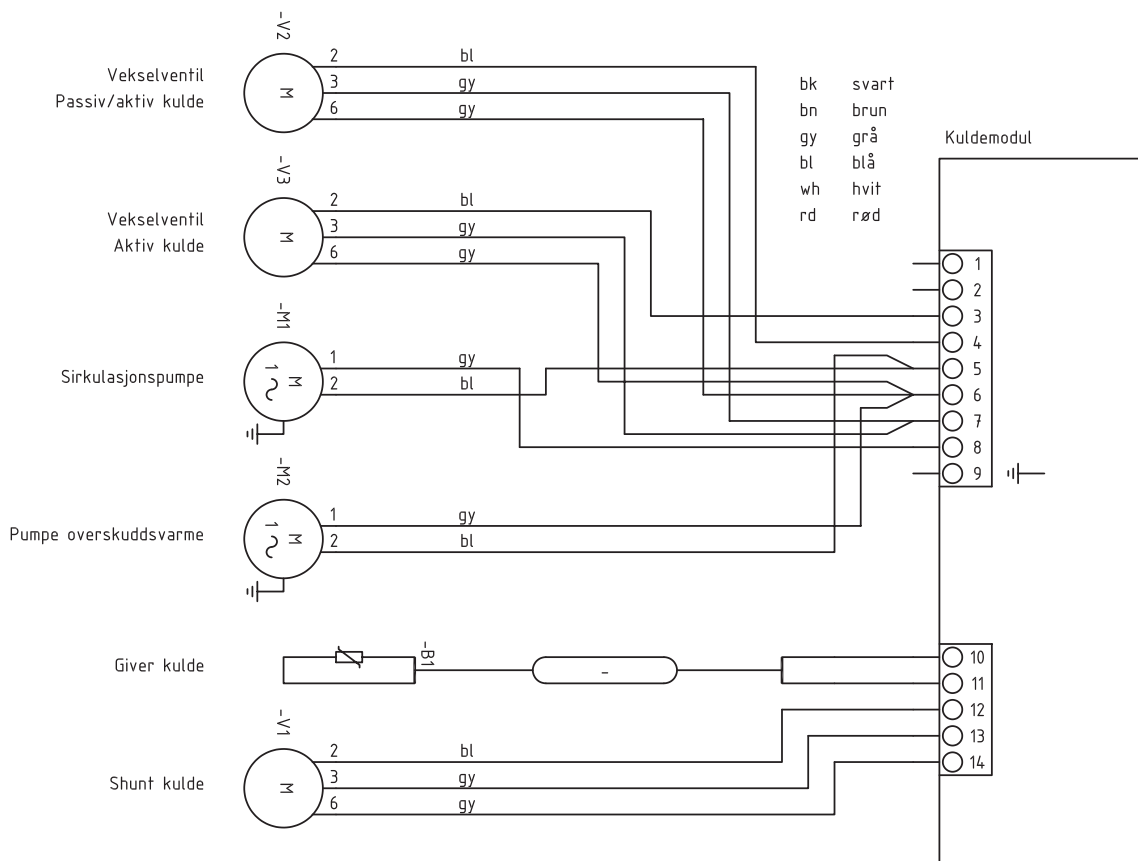 -V2
Vekselventil
Passiv/aktiv kulde
M
2 bl
3 gy
6 gy
bk svart
bn brun
gy grå
bl blå
wh hvit
rd rød
Kuldemodul
-V3
Vekselventil
Aktiv kulde
M
2 bl
3 gy
6 gy
-M1
Sirkulasjonspumpe
M
1
1 gy
2 bl
-M2
Pumpe overskuddsvarme
M
1
1 gy
2 bl
1
2
3
4
5
6
7
8
9
Giver kulde
-B1
-
10
11
12
13
14
-V1
Shunt kulde
M
2 bl
3 gy
6 gy